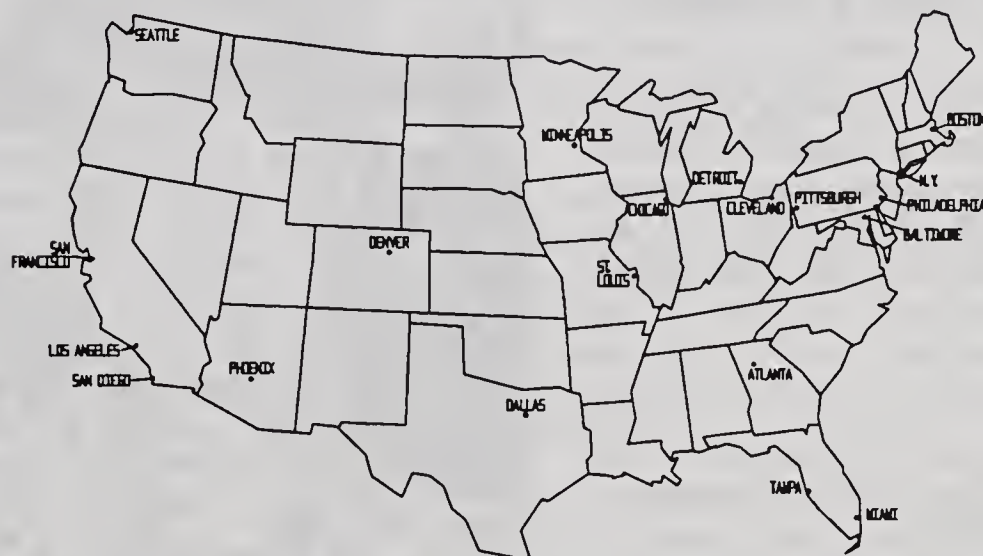 SEATTLE
BOSTON
MINNEAPOLIS
DETROIT
N.Y.
CHICAGO
CLEVELAND
PITTSBURGH
PHILADELPHIA
BALTIMORE
SAN
FRANCISCO
DENVER
ST.
LOUIS
LOS ANGELES
SAN DIEGO
PHOENIX
ATLANTA
DALLAS
TAMPA
MIAMI